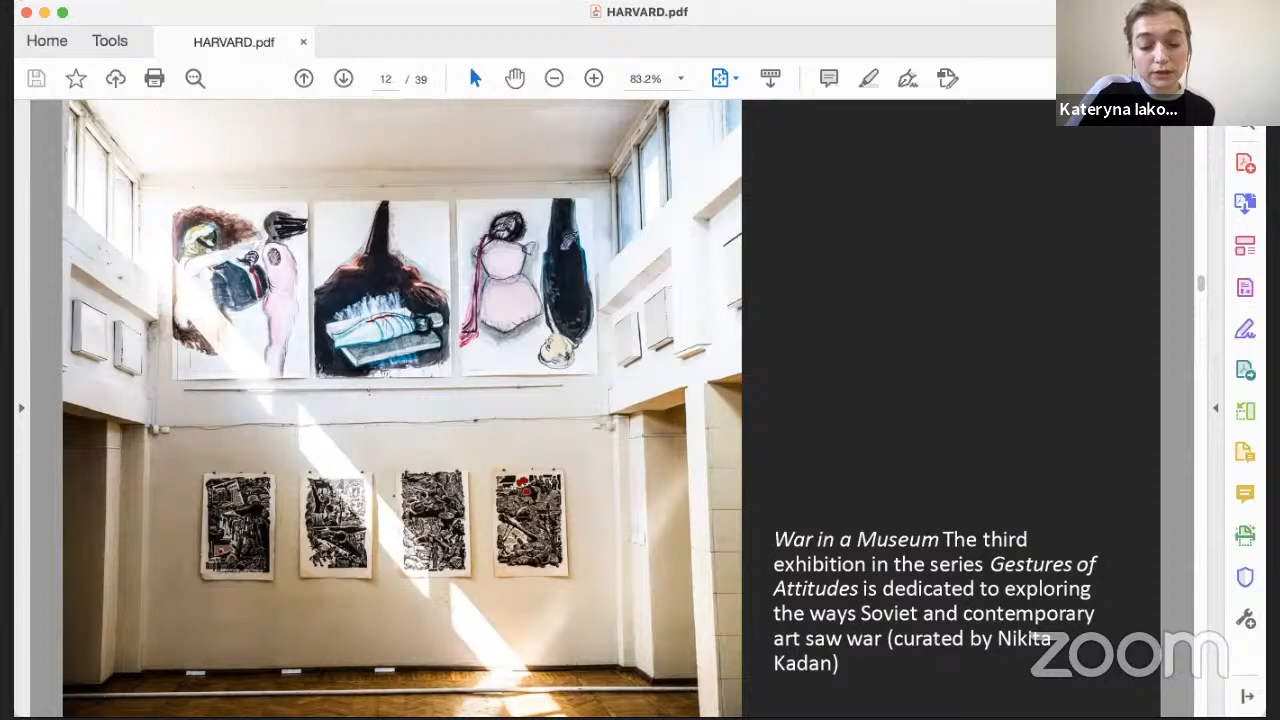 HARVARD.pdf
Home Tools HARVARD.pdf ×
12 / 39
83.2%
Kateryna Iako...
War in a Museum The third
exhibition in the series Gestures of
Attitudes is dedicated to exploring
the ways Soviet and contemporary
art saw war (curated by Nikita
Kadan)
zoom